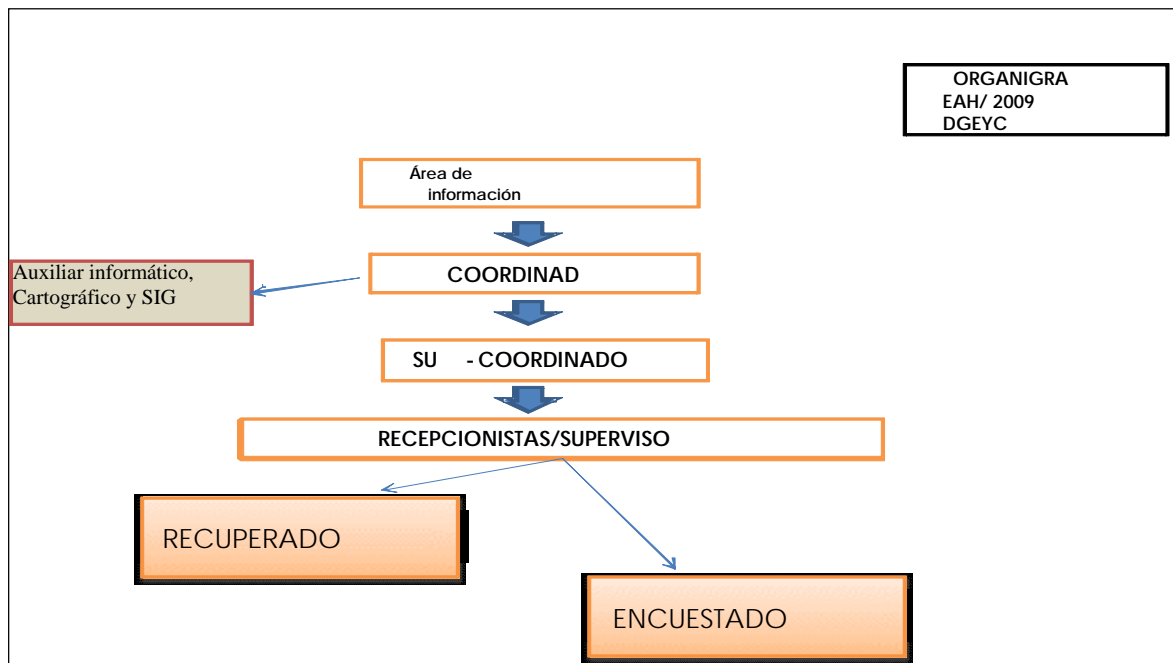 ORGANIGRA
EAH/ 2009
DGEYC
Área de
información
COORDINAD
Auxiliar informático,
Cartográfico y SIG
SU - COORDINADO
RECEPCIONISTAS/SUPERVISO
RECUPERADO
ENCUESTADO